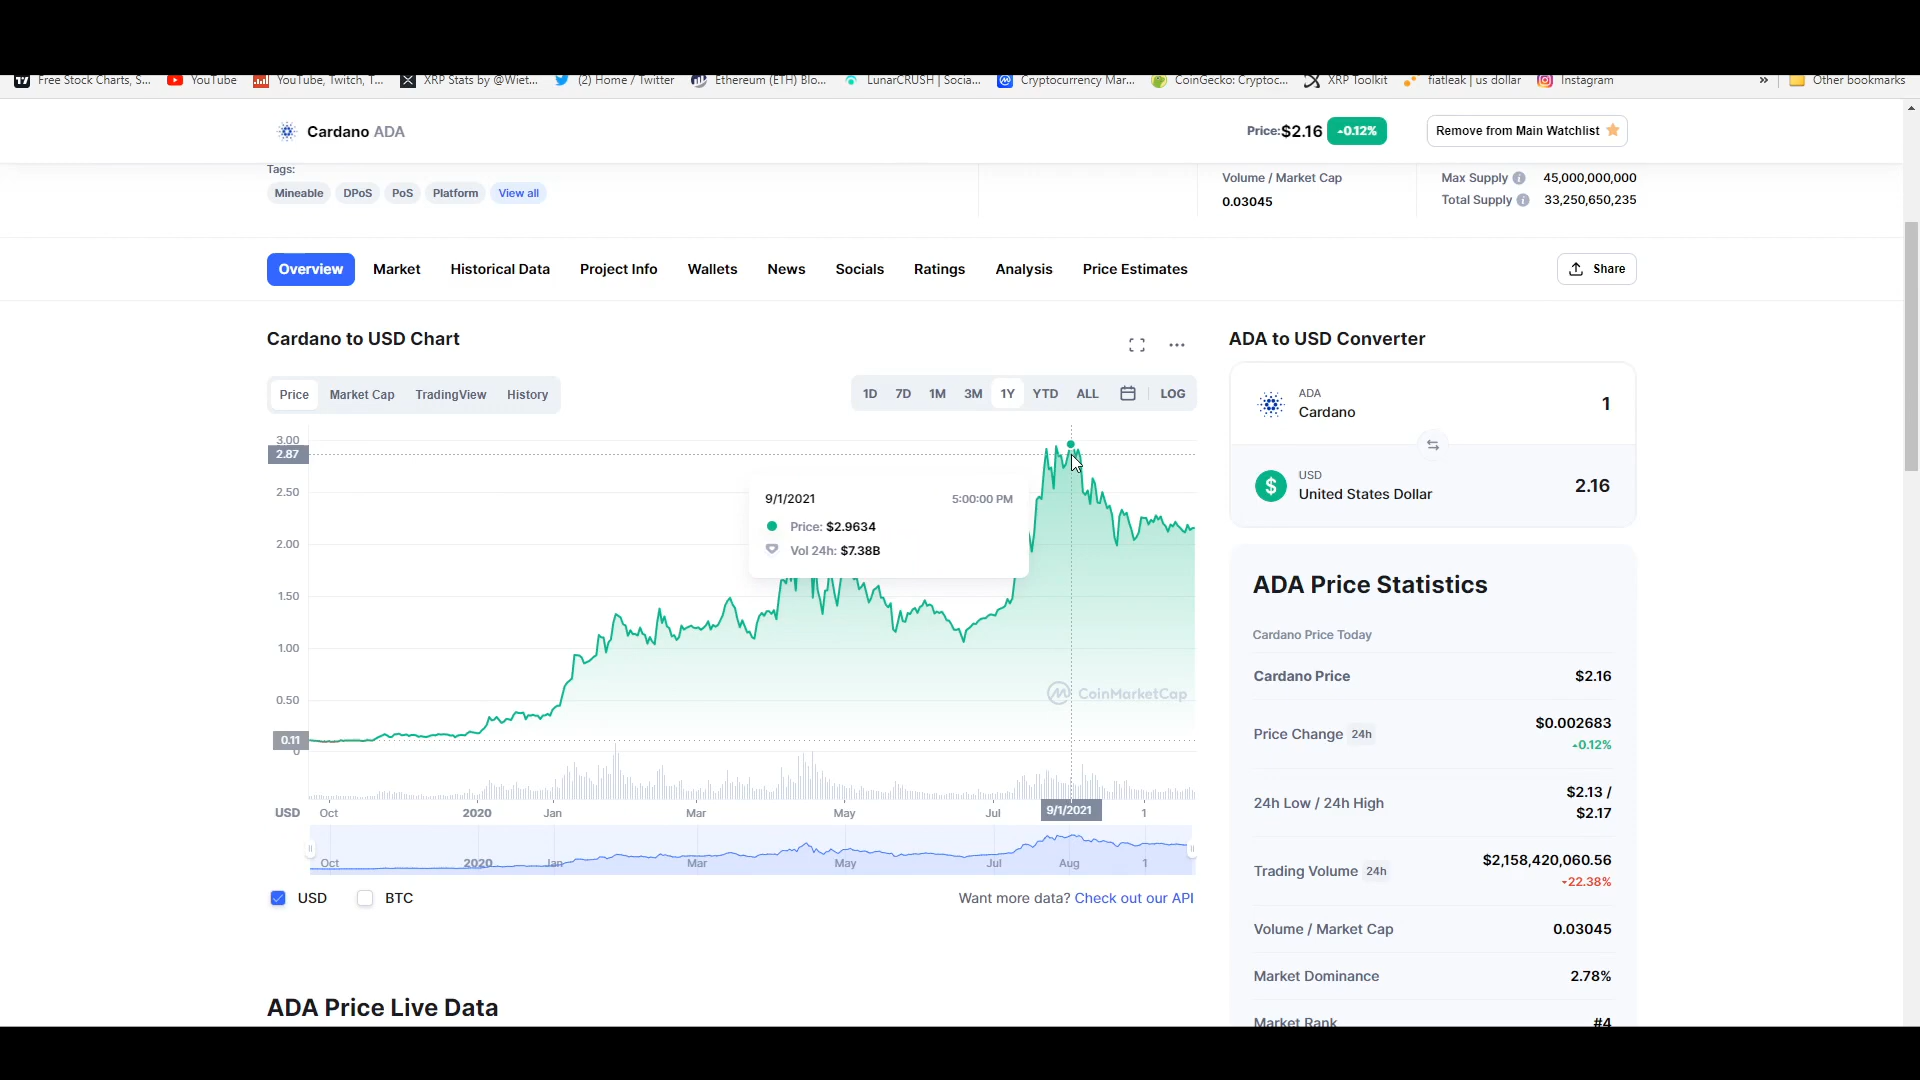 Free Stock Charts, S...
YouTube
YouTube, Twitch, T...
XRP Stats by @Wiet...
(2) Home / Twitter
Ethereum (ETH) Blo...
LunarCRUSH | Socia...
Cryptocurrency Mar...
CoinGecko: Cryptoc...
XRP Toolkit
fiatleak | us dollar
Instagram
»
Other bookmarks
Cardano ADA
Price:$2.16
0.12%
Remove from Main Watchlist
Tags:
Mineable
DPoS
PoS
Platform
View all
Volume / Market Cap
0.03045
Max Supply
45,000,000,000
Total Supply
33,250,650,235
Overview
Market
Historical Data
Project Info
Wallets
News
Socials
Ratings
Analysis
Price Estimates
Share
Cardano to USD Chart
Price
Market Cap
TradingView
History
1D
7D
1M
3M
1Y
YTD
ALL
LOG
3.00
2.87
2.50
2.00
1.50
1.00
0.50
0.11
0
9/1/2021
5:00:00 PM
Price: $2.9634
Vol 24h: $7.38B
CoinMarketCap
USD
Oct
2020
Jan
Mar
May
Jul
9/1/2021
1
Oct
2020
Jan
Mar
May
Jul
Aug
1
USD
BTC
Want more data? Check out our API
ADA Price Live Data
ADA to USD Converter
ADA
Cardano
1
USD
United States Dollar
2.16
ADA Price Statistics
Cardano Price Today
Cardano Price
$2.16
Price Change 24h
$0.002683
0.12%
24h Low / 24h High
$2.13 /
$2.17
Trading Volume 24h
$2,158,420,060.56
22.38%
Volume / Market Cap
0.03045
Market Dominance
2.78%
Market Rank
#4